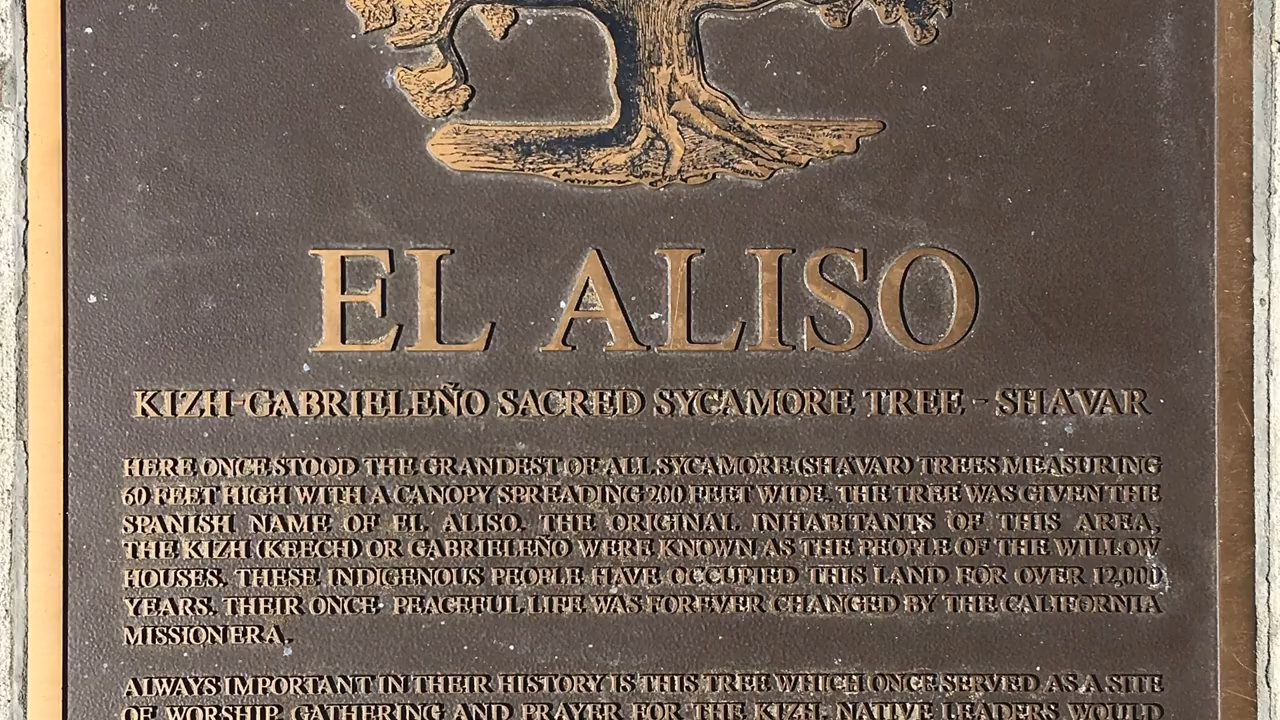 EL ALISO
KIZH-GABRIELEÑO SACRED SYCAMORE TREE - SHA'VAR
HERE ONCE STOOD THE GRANDEST OF ALL SYCAMORE (SHA'VAR) TREES MEASURING
60 FEET HIGH WITH A CANOPY SPREADING 200 FEET WIDE. THE TREE WAS GIVEN THE
SPANISH NAME OF EL ALISO. THE ORIGINAL INHABITANTS OF THIS AREA,
THE KIZH (KEECH) OR GABRIELEÑO WERE KNOWN AS THE PEOPLE OF THE WILLOW
HOUSES. THESE INDIGENOUS PEOPLE HAVE OCCUPIED THIS LAND FOR OVER 12,000
YEARS. THEIR ONCE PEACEFUL LIFE WAS FOREVER CHANGED BY THE CALIFORNIA
MISSION ERA.
ALWAYS IMPORTANT IN THEIR HISTORY IS THIS TREE WHICH ONCE SERVED AS A SITE
OF WORSHIP, GATHERING AND PRAYER FOR THE KIZH. NATIVE LEADERS WOULD